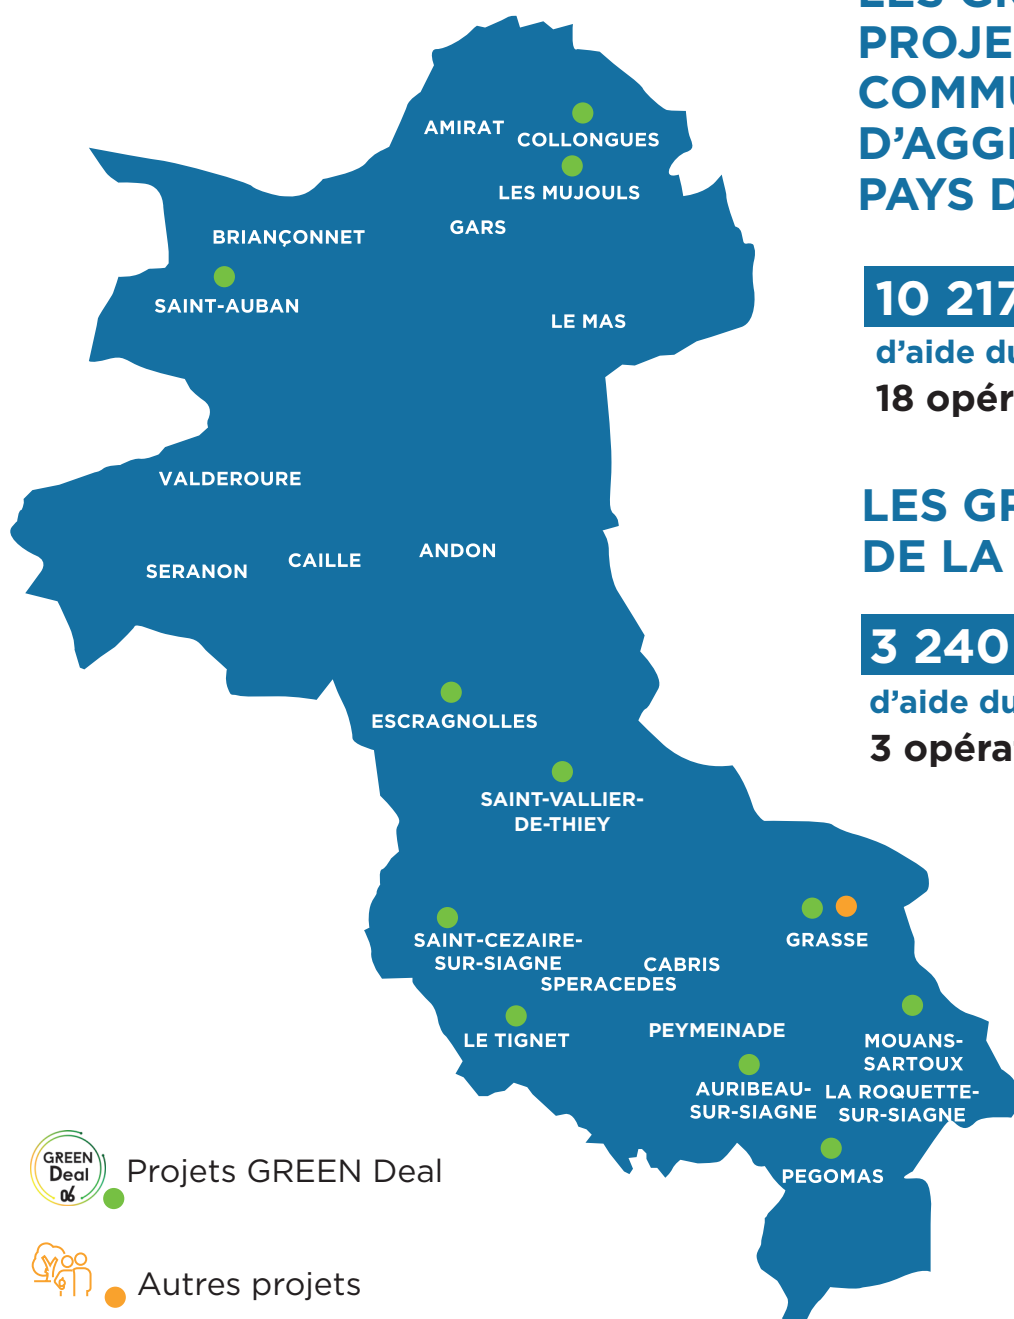 AMIRAT
COLLONGUES
LES MUJOULS
GARS
BRIANÇONNET
SAINT-AUBAN
LE MAS
VALDEROURE
SERANON
CAILLE
ANDON
ESCRAGNOLLES
SAINT-VALLIER-
DE-THIEY
SAINT-CEZAIRE-
SUR-SIAGNE
SPERACEDES
CABRIS
GRASSE
LE TIGNET
PEYMEINADE
MOUANS-
SARTOUX
AURIBEAU-
SUR-SIAGNE
LA ROQUETTE-
SUR-SIAGNE
PEGOMAS
GREEN
Deal
06
Projets GREEN Deal
Autres projets
LES
PROJE
COMMU
D'AGG
PAYS D
10 217
d'aide du
18 opér
LES GR
DE LA
3 240
d'aide du
3 opéra